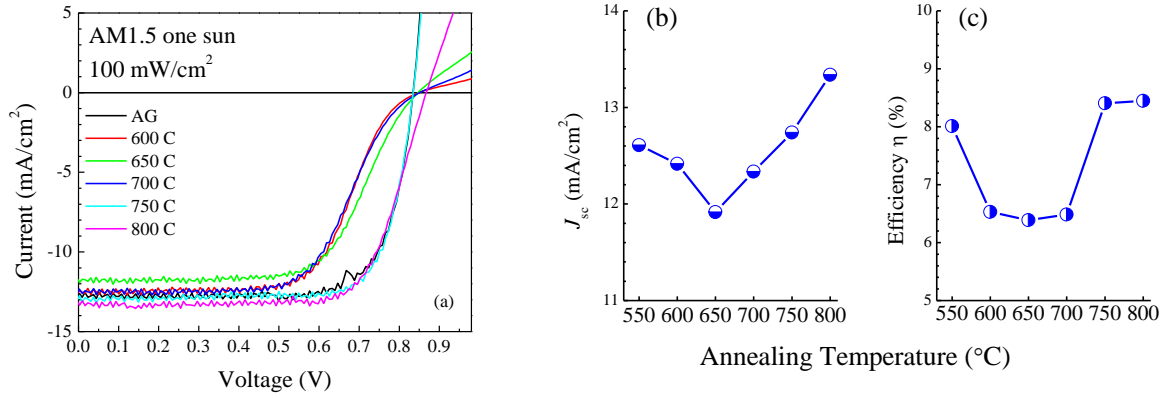 AM1.5 one sun
100 mW/cm²
AG
600 C
650 C
700 C
750 C
800 C
(a)
5
0
-5
-10
-15
Current (mA/cm²)
0.0 0.1 0.2 0.3 0.4 0.5 0.6 0.7 0.8 0.9
Voltage (V)
(b)
14
13
12
11
J_sc (mA/cm²)
550 600 650 700 750 800
(c)
10
9
8
7
6
5
Efficiency η (%)
550 600 650 700 750 800
Annealing Temperature (°C)